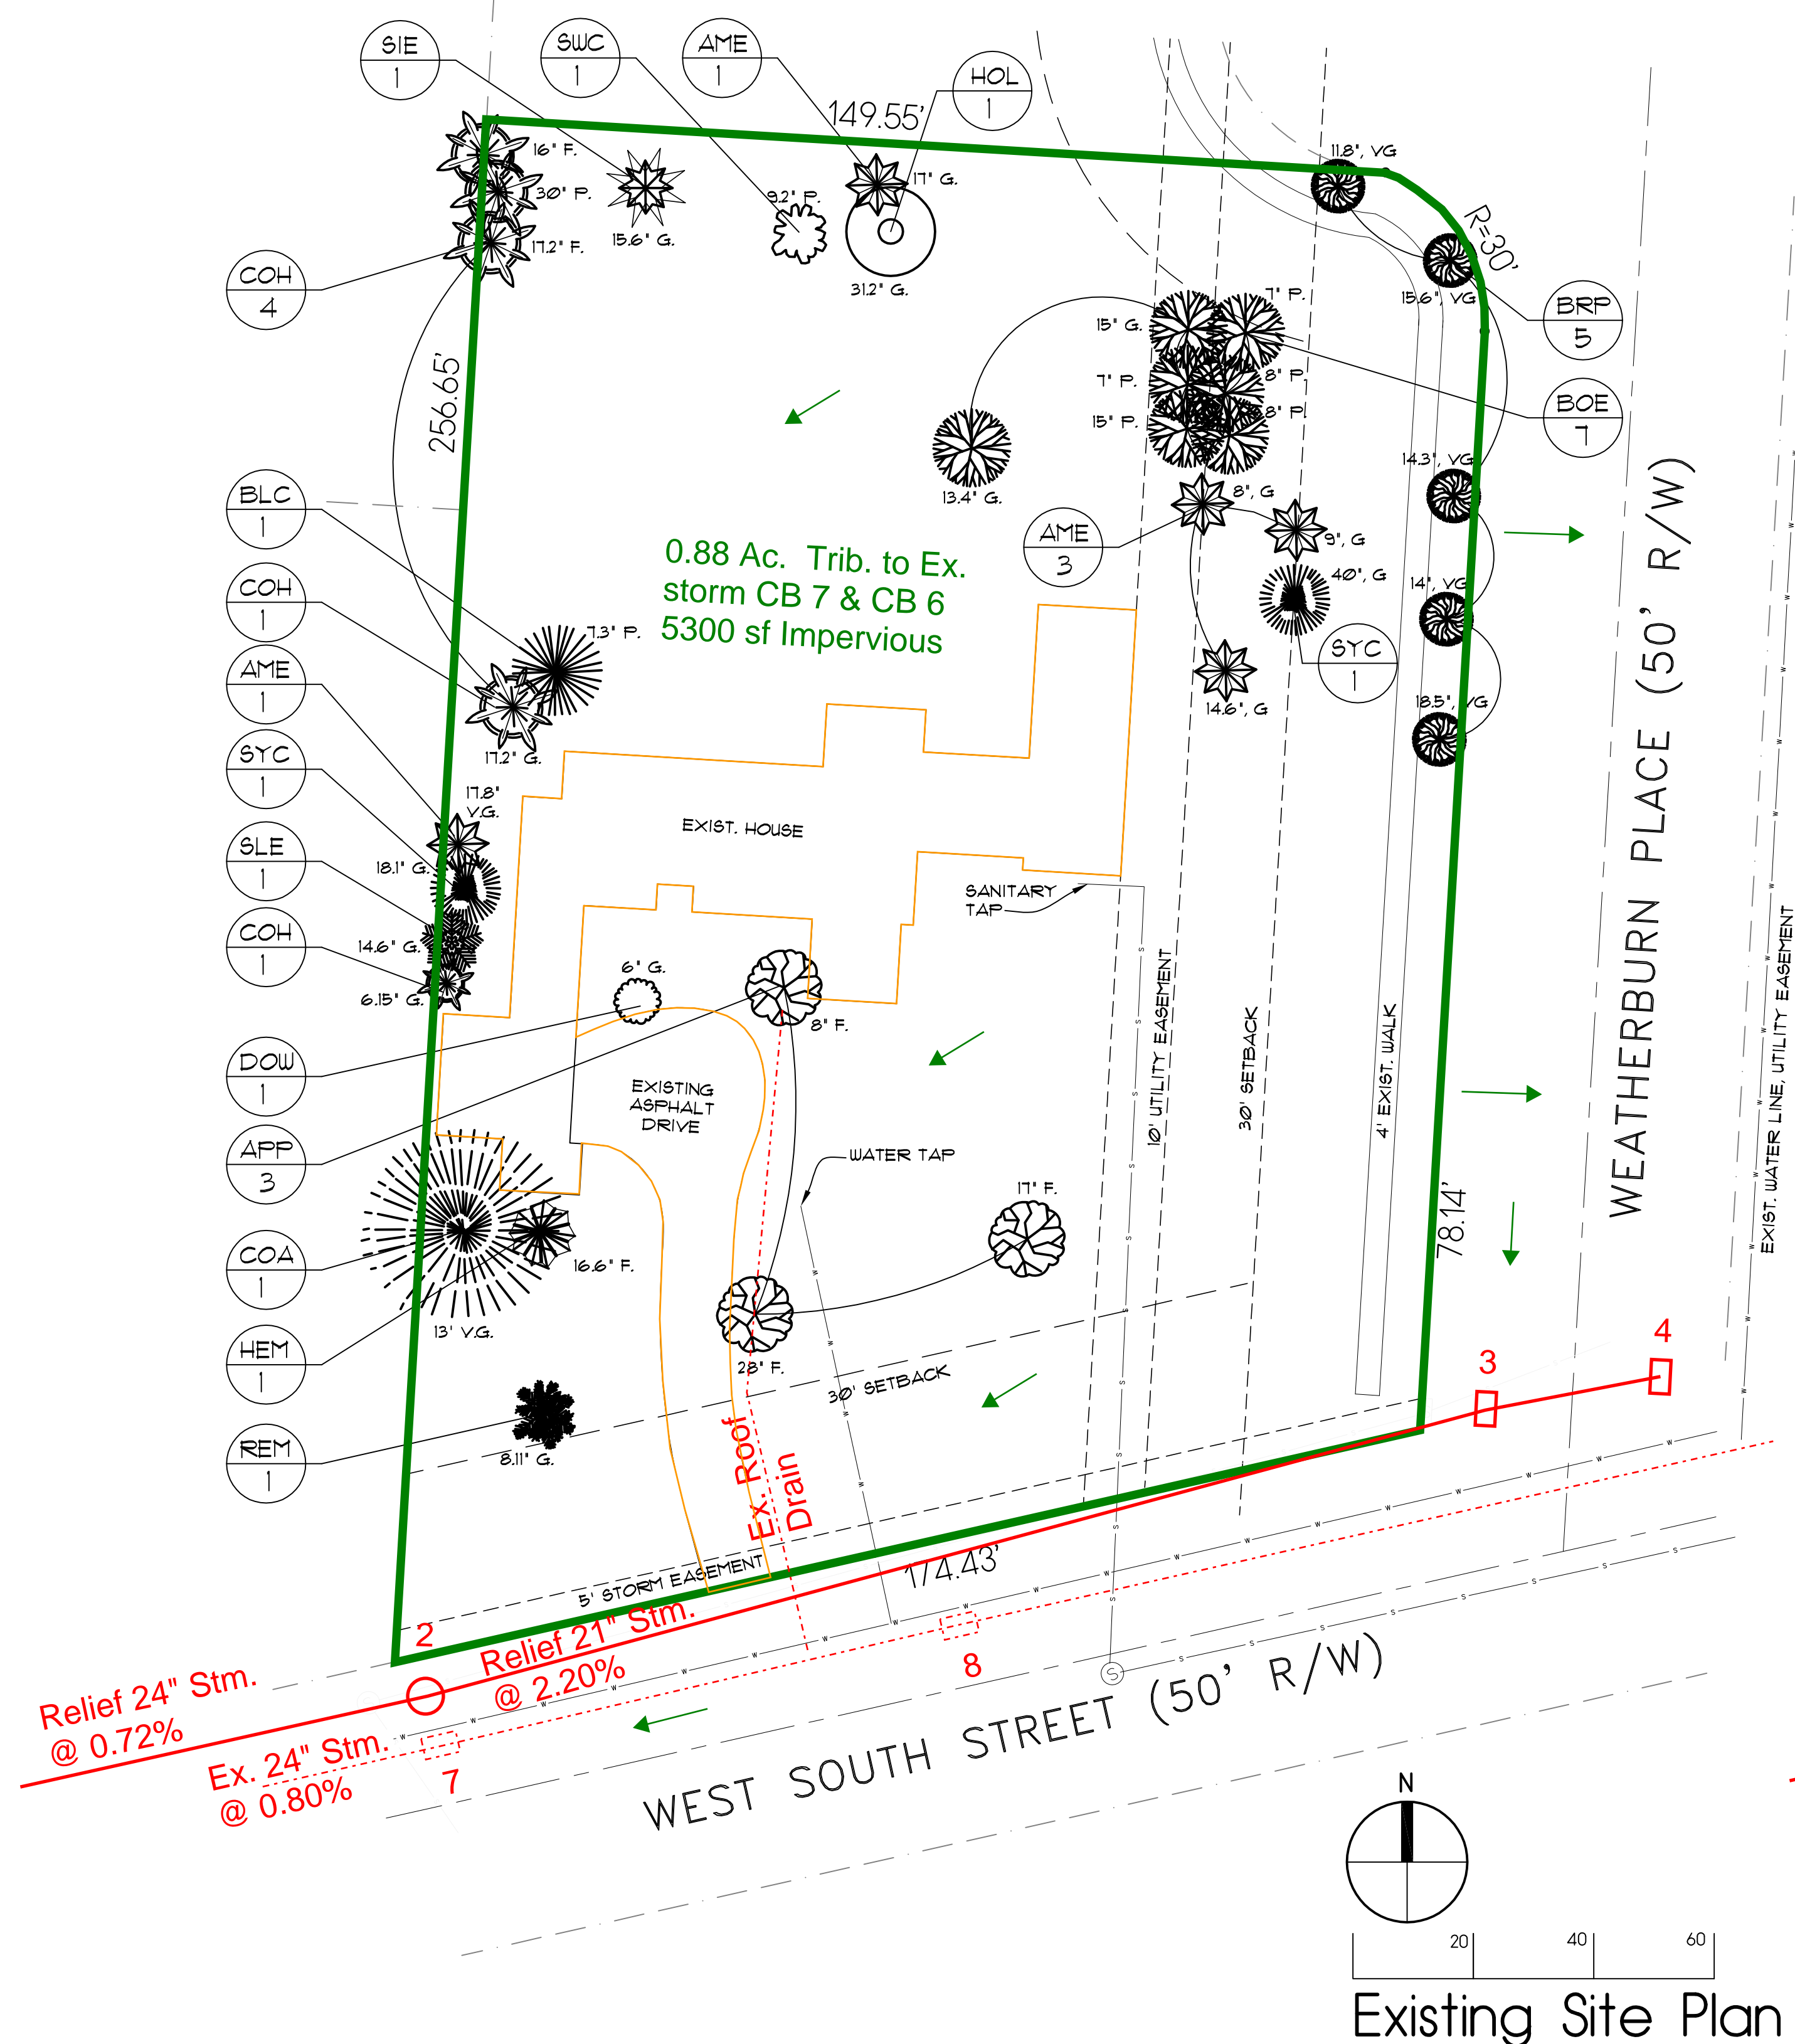 SIE
1
SWC
1
AME
1
HOL
1
149.55'
11.8", VG
16" F.
30" P.
17.2" F.
15.6" G.
9.2" P.
17" G.
31.2" G.
R=30'
15.6", VG
COH
4
BRP
5
7" P.
15" G.
8" P.
7" P.
8" P.
15" P.
BOE
7
256.65'
13.4" G.
14.3", VG
BLC
1
8", G
AME
3
9", G
40", G
14", VG
0.88 Ac. Trib. to Ex.
storm CB 7 & CB 6
5300 sf Impervious
COH
1
7.3" P.
SYC
1
AME
1
17.2" G.
14.6", G
18.5", VG
WEATHERBURN PLACE (50' R/W)
SYC
1
17.8"
V.G.
EXIST. HOUSE
SLE
1
18.1" G.
SANITARY
TAP
COH
1
14.6" G.
6.15" G.
6" G.
8" F.
10' UTILITY EASEMENT
30' SETBACK
4' EXIST. WALK
EXIST. WATER LINE, UTILITY EASEMENT
DOW
1
EXISTING
ASPHALT
DRIVE
APP
3
WATER TAP
17" F.
78.14'
COA
1
16.6" F.
13' V.G.
HEM
1
28" F.
30' SETBACK
3
4
REM
1
8.11" G.
Ex. Roof
Drain
5' STORM EASEMENT
174.43'
2
Relief 21" Stm.
@ 2.20%
8
Relief 24" Stm.
@ 0.72%
Ex. 24" Stm.
@ 0.80%
7
S
WEST SOUTH STREET (50' R/W)
N
20
40
60
Existing Site Plan